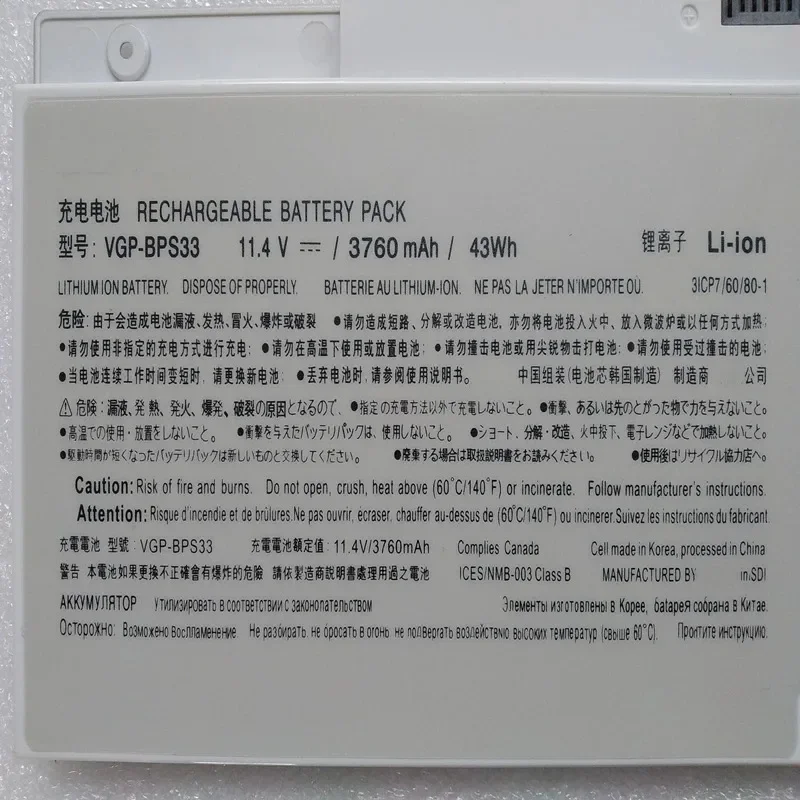 充电电池 RECHARGEABLE BATTERY PACK
型号: VGP-BPS33 11.4 V ⎓ / 3760 mAh / 43Wh 锂离子 Li-ion
LITHIUM ION BATTERY. DISPOSE OF PROPERLY. BATTERIE AU LITHIUM-ION. NE PAS LA JETER N'IMPORTE OÙ. 3ICP7/60/80-1
危险: 由于会造成电池漏液、发热、冒火、爆炸或破裂 ●请勿造成短路、分解或改造电池, 亦勿将电池投入火中、放入微波炉或以任何方式加热;
●请勿使用非指定的充电方式进行充电; ●请勿在高温下使用或放置电池; ●请勿撞击电池或用尖锐物击打电池; ●请勿使用受过撞击的电池;
●当电池连续工作时间变短时, 请更换新电池; ●丢弃电池时, 请参阅使用说明书。 中国组装(电池芯韩国制造) 制造商 公司
⚠危険: 漏液、発熱、発火、爆発、破裂の原因となるので、●指定の充電方法以外で充電しないこと。●衝撃、あるいは先のとがった物で力を与えないこと。
●高温での使用・放置をしないこと。 ●衝撃を与えたバッテリパックは、使用しないこと。 ●ショート、分解・改造、火中投下、電子レンジなどで加熱しないこと。
●駆動時間が短くなったバッテリパックは新しいものと交換してください。 ●廃棄する場合は取扱説明書をお読みください。 ●使用後はリサイクル協力店へ。
Caution: Risk of fire and burns. Do not open, crush, heat above (60°C/140°F) or incinerate. Follow manufacturer's instructions.
Attention: Risque d'incendie et de brûlures.Ne pas ouvrir, écraser, chauffer au-dessus de (60°C/140°F) ou incinerer.Suivez les instructions du fabricant
充電電池 型號: VGP-BPS33 充電電池額定值: 11.4V/3760mAh Complies Canada Cell made in Korea, processed in China
警告 本電池如果更換不正確會有爆炸的危險 請依製造商說明書處理用過之電池 ICES/NMB-003 Class B MANUFACTURED BY in.SDI
АККУМУЛЯТОР Утилизировать в соответствии с законопательством Элементы изготовлены в Корее, батарея собрана в Китае.
Осторожно: Возможено Воспламенение. Не разбирать, не бросать в огонь, не подвергать воздействию высоких температур (свыше 60°C). Прочтите инструкцию.